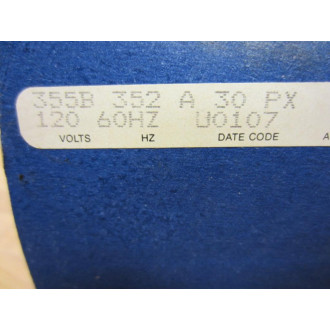 355B 352 A 30 PX
120 60HZ U0107
VOLTS HZ DATE CODE A